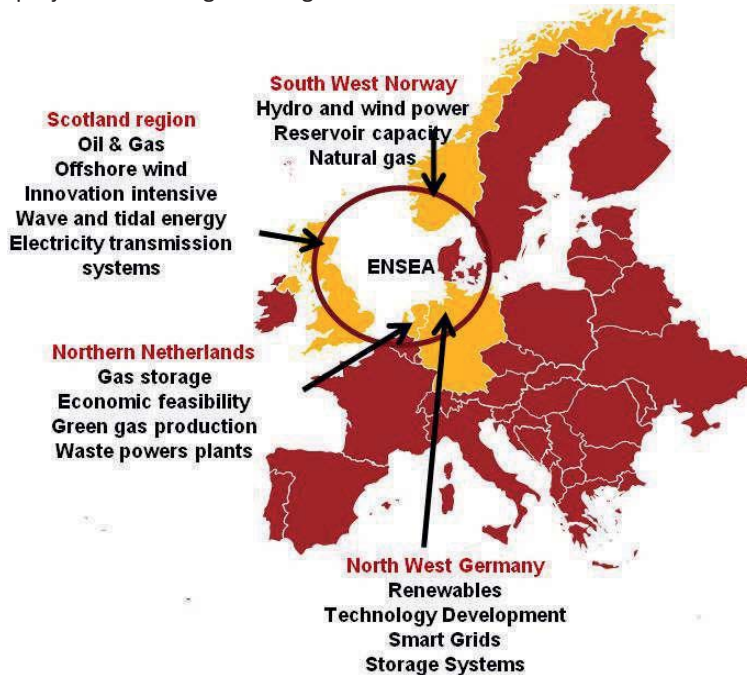 South West Norway
Hydro and wind power
Reservoir capacity
Natural gas
Scotland region
Oil & Gas
Offshore wind
Innovation intensive
Wave and tidal energy
Electricity transmission
systems
ENSEA
Northern Netherlands
Gas storage
Economic feasibility
Green gas production
Waste powers plants
North West Germany
Renewables
Technology Development
Smart Grids
Storage Systems